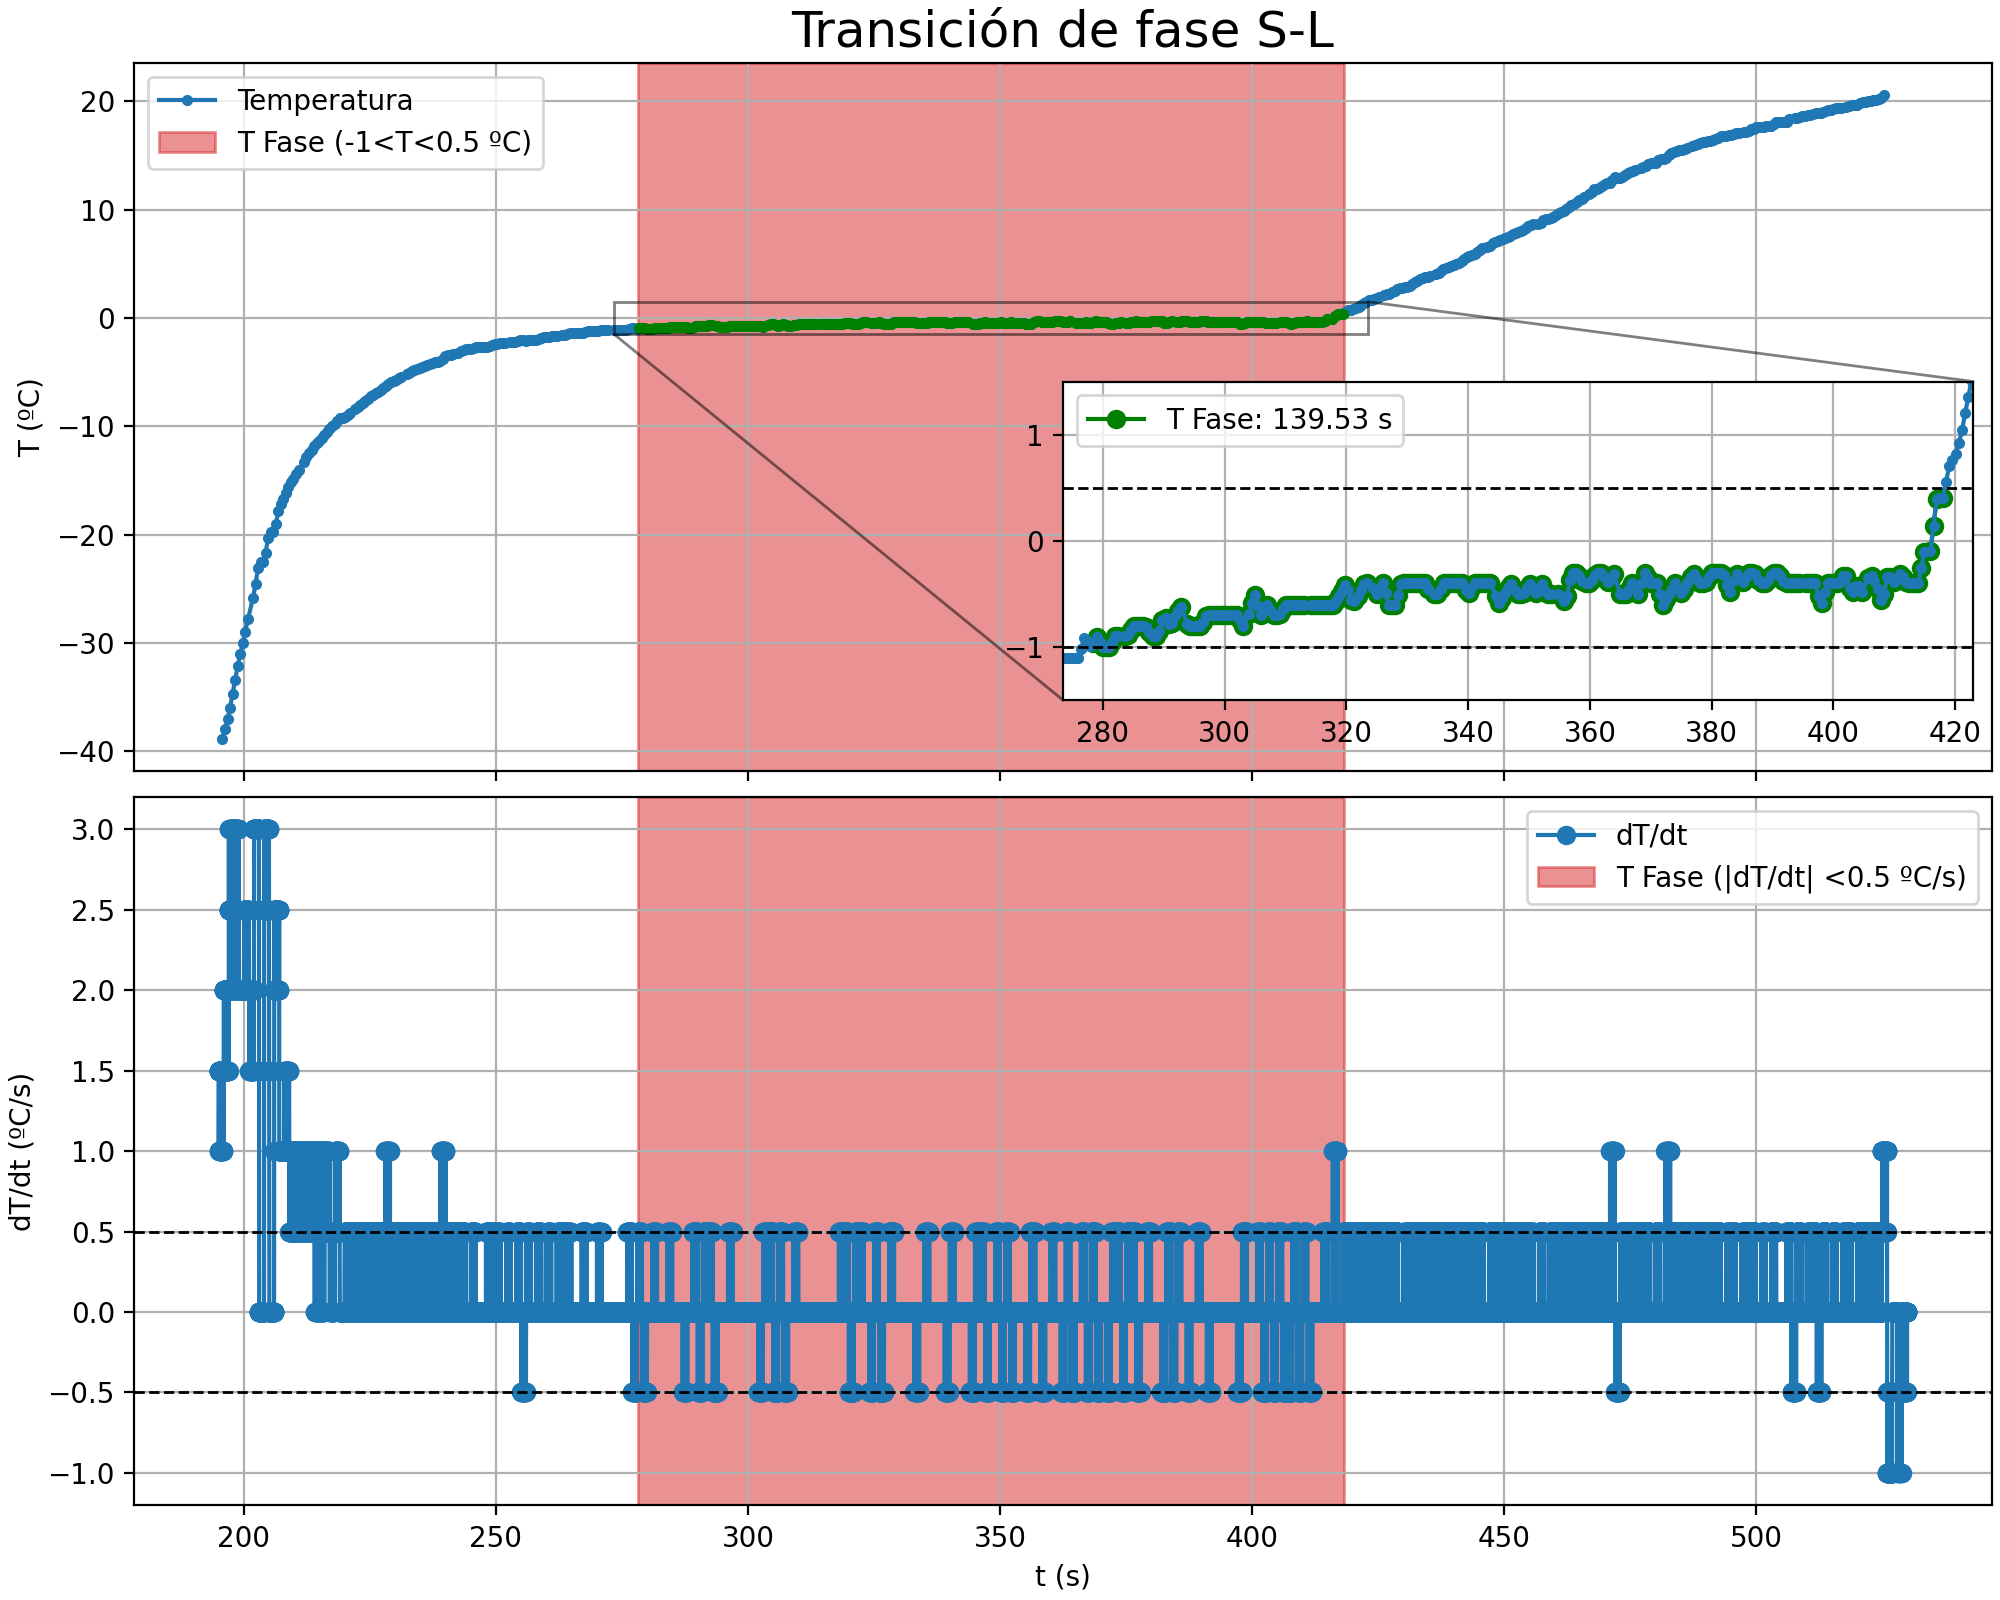 Transición de fase S-L
Temperatura
T Fase (-1<T<0.5 ºC)
T (ºC)
20
10
0
−10
−20
−30
−40
T Fase: 139.53 s
1
0
−1
280 300 320 340 360 380 400 420
dT/dt
T Fase (|dT/dt| <0.5 ºC/s)
dT/dt (ºC/s)
3.0
2.5
2.0
1.5
1.0
0.5
0.0
−0.5
−1.0
200 250 300 350 400 450 500
t (s)